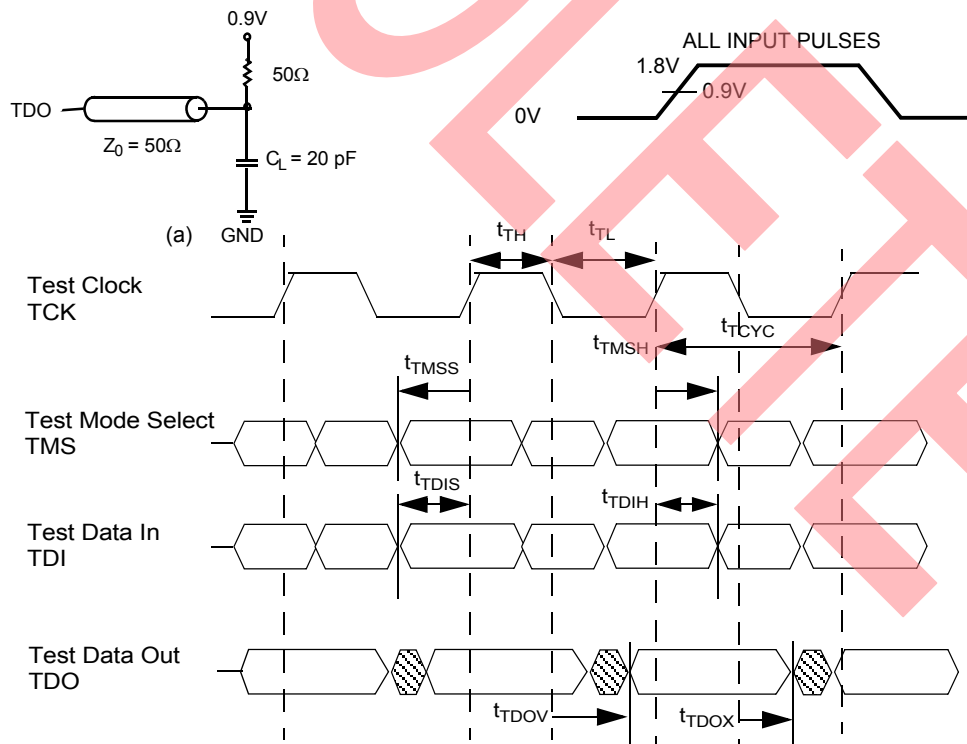 0.9V
ALL INPUT PULSES
50Ω
1.8V
0.9V
TDO
0V
Z0 = 50Ω
CL = 20 pF
(a)
GND
tTH
tTL
Test Clock
TCK
tTCYC
tTMSH
tTMSS
Test Mode Select
TMS
tTDIS
tTDIH
Test Data In
TDI
Test Data Out
TDO
tTDOV
tTDOX